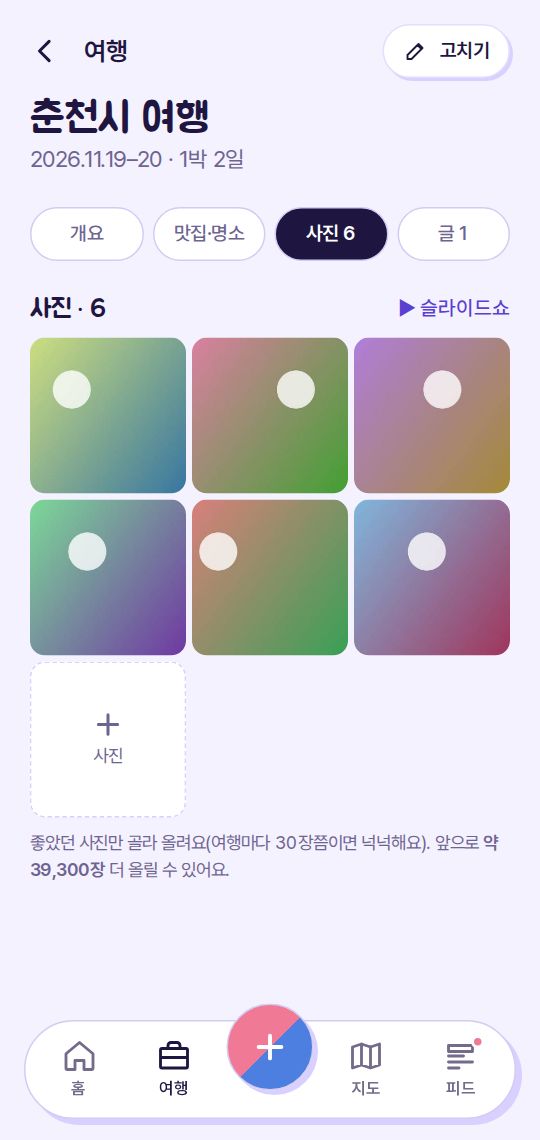 여행
고치기
춘천시 여행
2026.11.19–20 · 1박 2일
개요
맛집·명소
사진 6
글 1
사진 · 6
▶ 슬라이드쇼
사진
좋았던 사진만 골라 올려요(여행마다 30장쯤이면 넉넉해요). 앞으로 약
39,300장 더 올릴 수 있어요.
홈
여행
지도
피드